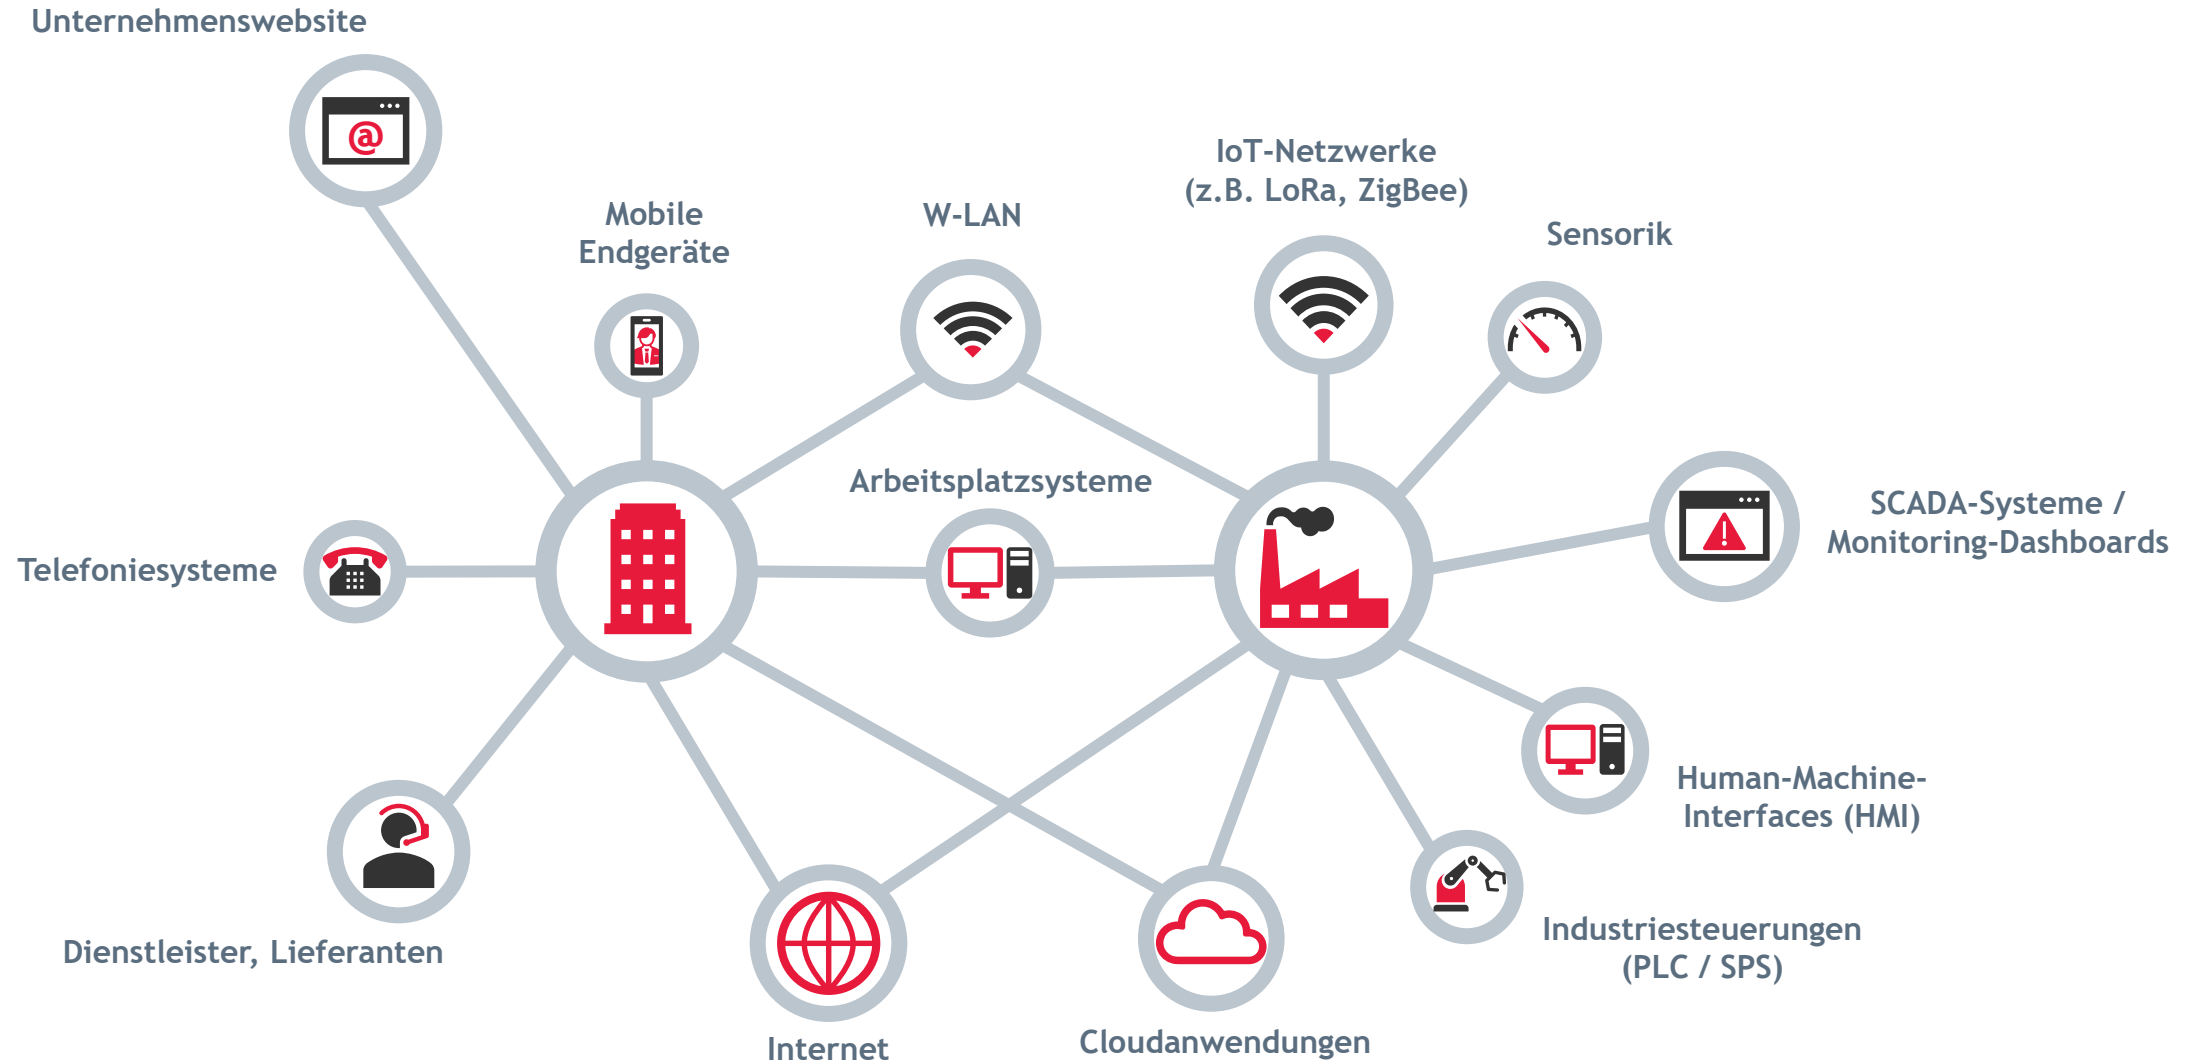 Unternehmenswebsite
Mobile
Endgeräte
W-LAN
IoT-Netzwerke
(z.B. LoRa, ZigBee)
Sensorik
@
Arbeitsplatzsysteme
SCADA-Systeme /
Monitoring-Dashboards
Telefoniesysteme
Human-Machine-
Interfaces (HMI)
Dienstleister, Lieferanten
Industriesteuerungen
(PLC / SPS)
Internet
Cloudanwendungen